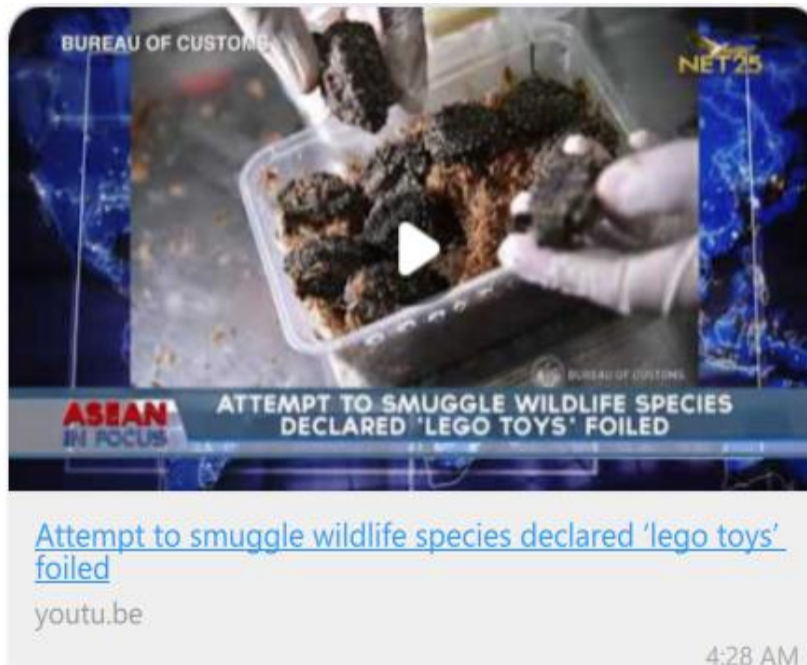 BUREAU OF CUSTOMS
NET25
BUREAU OF CUSTOMS
ASEAN
IN FOCUS
ATTEMPT TO SMUGGLE WILDLIFE SPECIES
DECLARED 'LEGO TOYS' FOILED
Attempt to smuggle wildlife species declared ‘lego toys’
foiled
youtu.be
4:28 AM